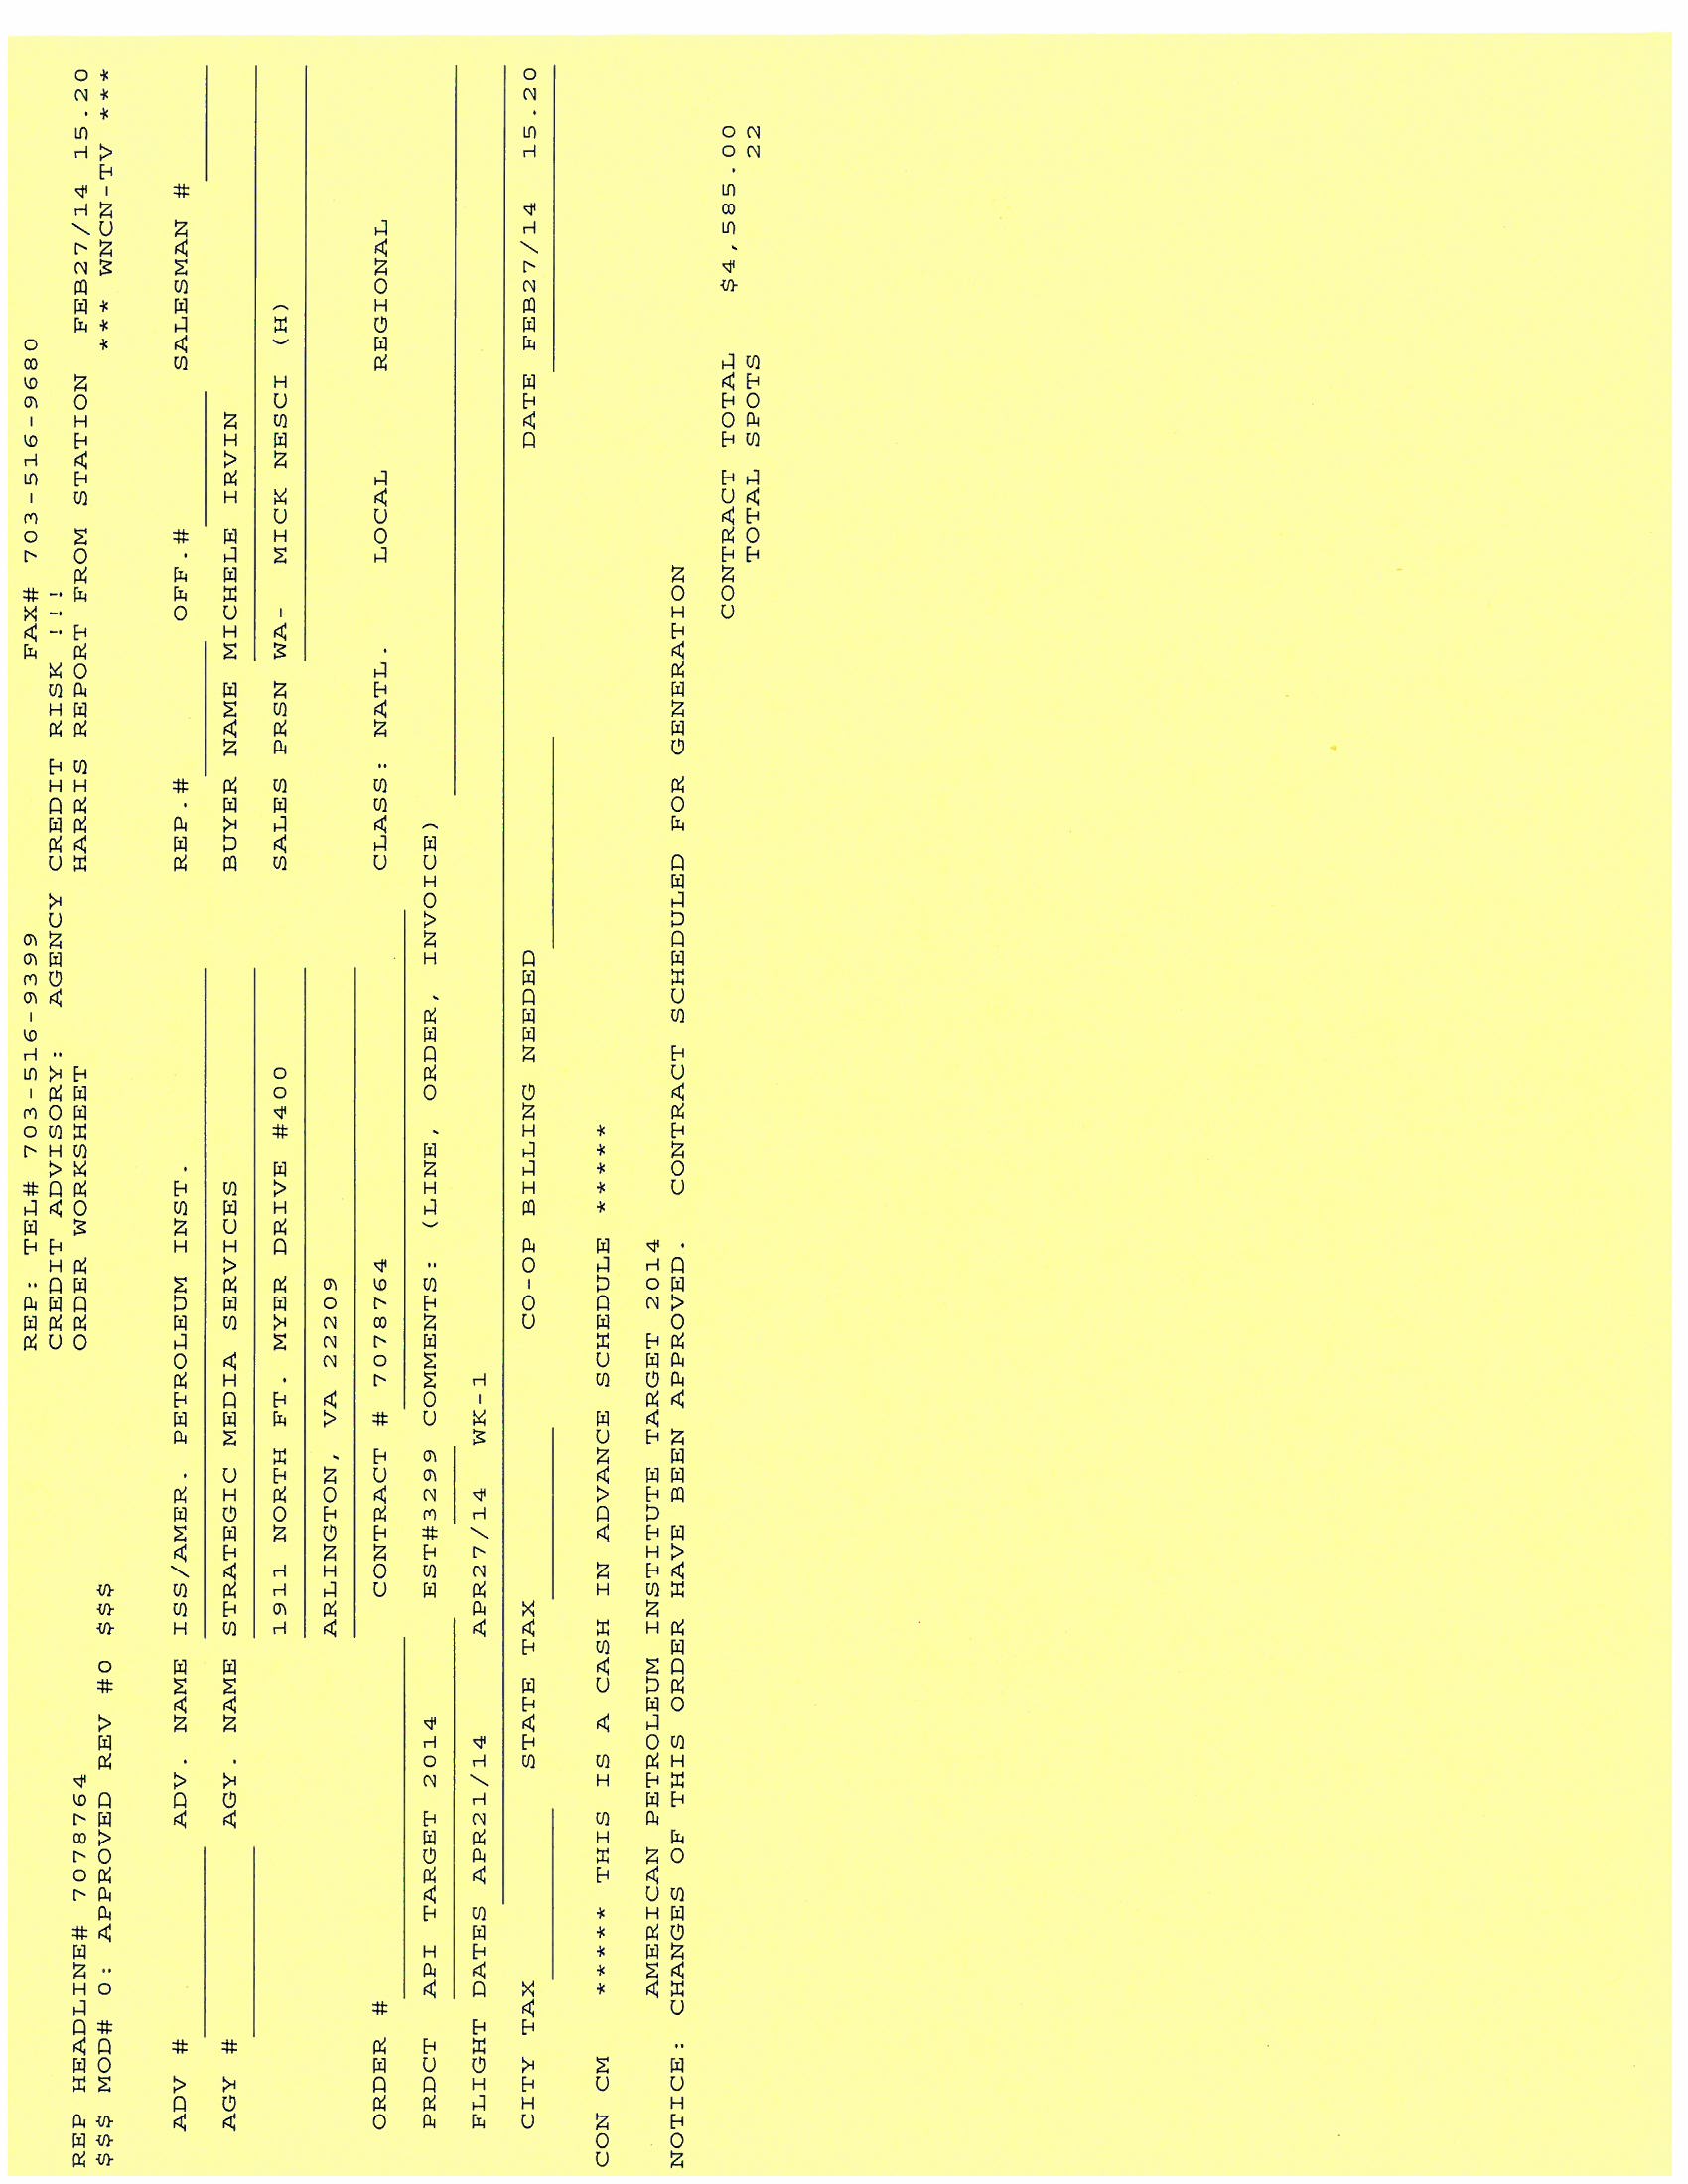 REP: TEL# 703-516-9399 FAX# 703-516-9680
CREDIT ADVISORY: AGENCY CREDIT RISK !!!
REP HEADLINE# 7078764 ORDER WORKSHEET HARRIS REPORT FROM STATION FEB27/14 15.20
$$$ MOD# 0: APPROVED REV #0 $$$ *** WNCN-TV ***
ADV # ADV. NAME ISS/AMER. PETROLEUM INST. REP.# OFF.# SALESMAN #
AGY # AGY. NAME STRATEGIC MEDIA SERVICES BUYER NAME MICHELE IRVIN
1911 NORTH FT. MYER DRIVE #400 SALES PRSN WA- MICK NESCI (H)
ARLINGTON, VA 22209
ORDER # CONTRACT # 7078764 CLASS: NATL. LOCAL REGIONAL
PRDCT API TARGET 2014 EST#3299 COMMENTS: (LINE, ORDER, INVOICE)
FLIGHT DATES APR21/14 APR27/14 WK-1
CITY TAX STATE TAX CO-OP BILLING NEEDED DATE FEB27/14 15.20
CON CM ***** THIS IS A CASH IN ADVANCE SCHEDULE *****
AMERICAN PETROLEUM INSTITUTE TARGET 2014
NOTICE: CHANGES OF THIS ORDER HAVE BEEN APPROVED. CONTRACT SCHEDULED FOR GENERATION
CONTRACT TOTAL $4,585.00
TOTAL SPOTS 22